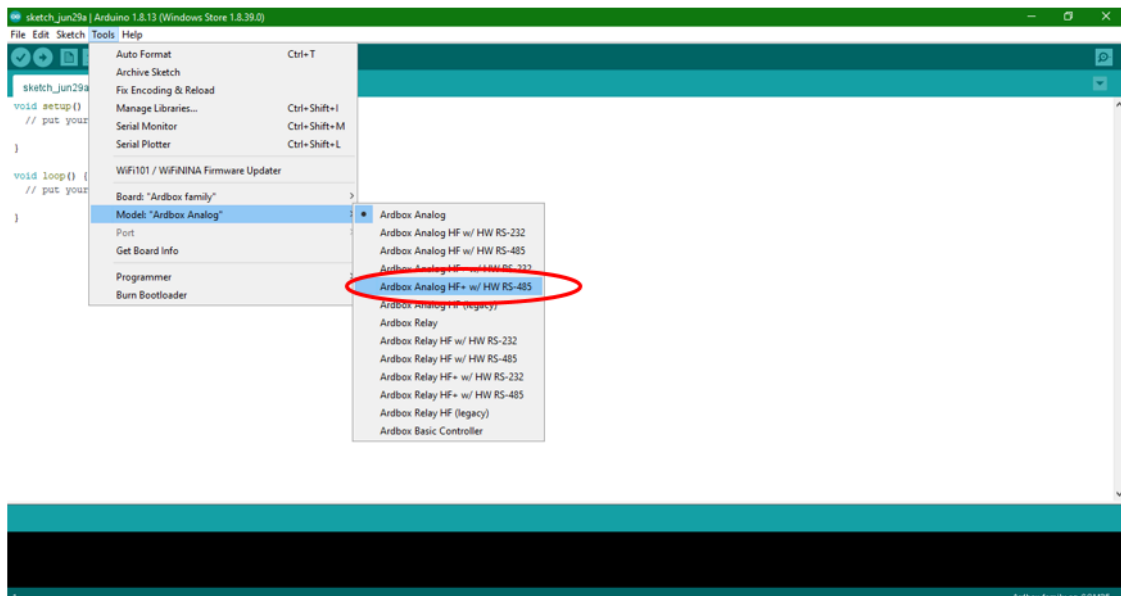 sketch_jun29a | Arduino 1.8.13 (Windows Store 1.8.39.0)
File Edit Sketch Tools Help
sketch_jun29a
void setup()
// put your
}
void loop() {
// put your
}
Auto Format Ctrl+T
Archive Sketch
Fix Encoding & Reload
Manage Libraries... Ctrl+Shift+I
Serial Monitor Ctrl+Shift+M
Serial Plotter Ctrl+Shift+L
WiFi101 / WiFiNINA Firmware Updater
Board: "Ardbox family"
Model: "Ardbox Analog"
Port
Get Board Info
Programmer
Burn Bootloader
Ardbox Analog
Ardbox Analog HF w/ HW RS-232
Ardbox Analog HF w/ HW RS-485
Ardbox Analog HF+ w/ HW RS-232
Ardbox Analog HF+ w/ HW RS-485
Ardbox Analog HF (legacy)
Ardbox Relay
Ardbox Relay HF w/ HW RS-232
Ardbox Relay HF w/ HW RS-485
Ardbox Relay HF+ w/ HW RS-232
Ardbox Relay HF+ w/ HW RS-485
Ardbox Relay HF (legacy)
Ardbox Basic Controller